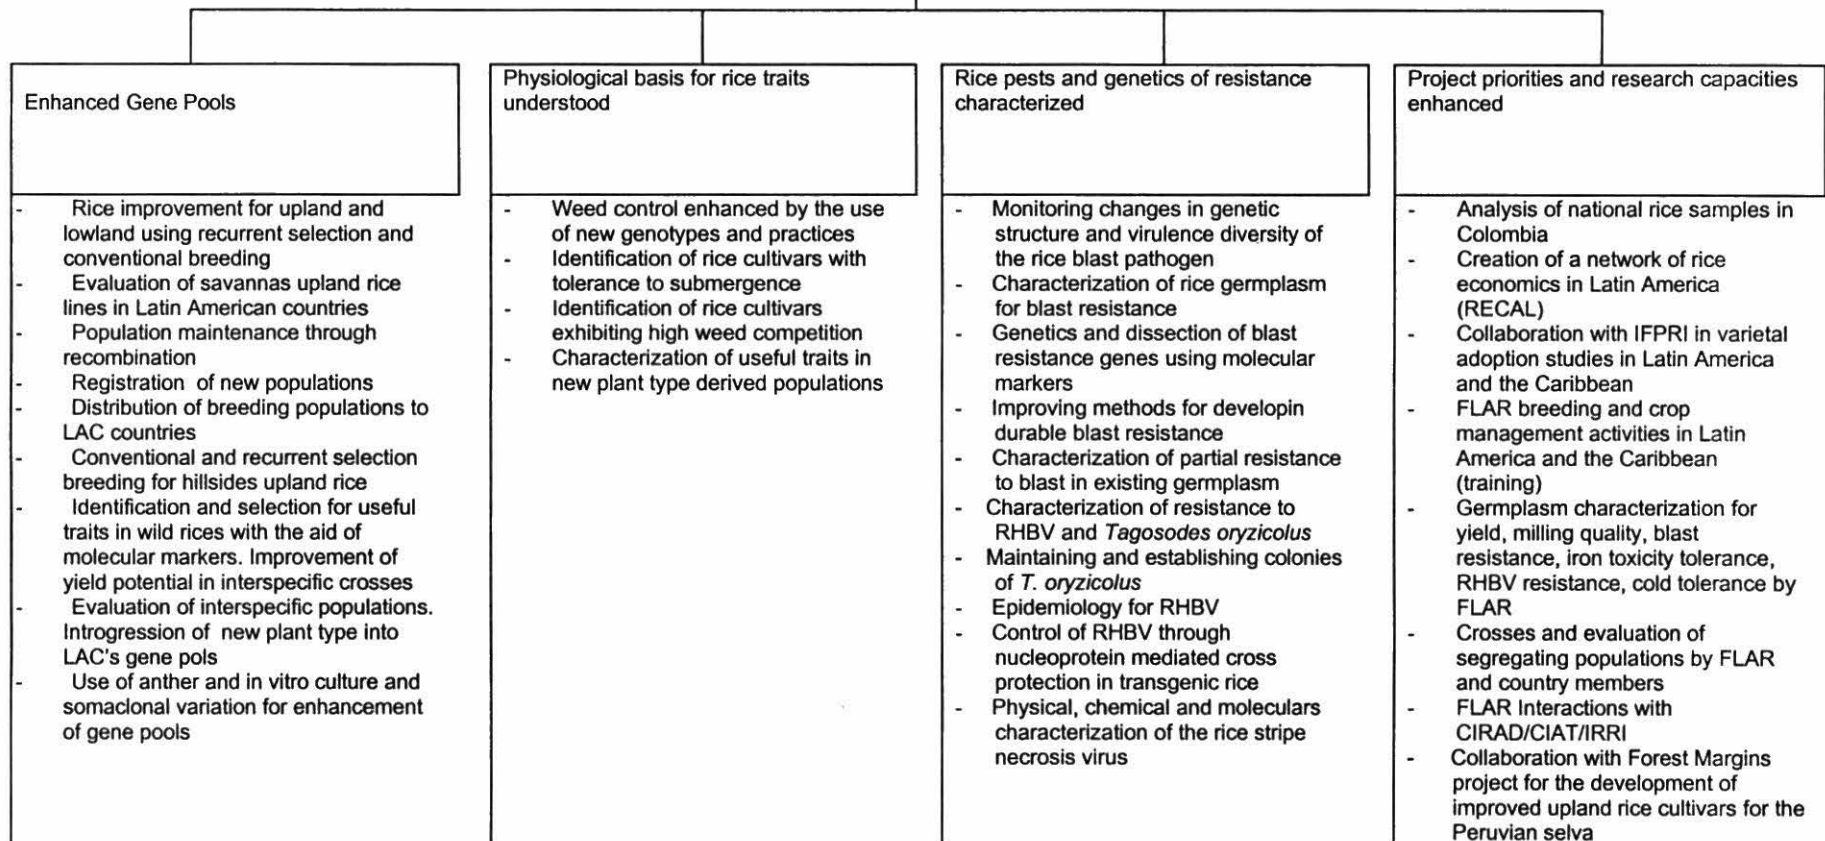 Enhanced Gene Pools
- Rice improvement for upland and
lowland using recurrent selection and
conventional breeding
- Evaluation of savannas upland rice
lines in Latin American countries
- Population maintenance through
recombination
- Registration of new populations
- Distribution of breeding populations to
LAC countries
- Conventional and recurrent selection
breeding for hillsides upland rice
- Identification and selection for useful
traits in wild rices with the aid of
molecular markers. Improvement of
yield potential in interspecific crosses
- Evaluation of interspecific populations.
Introgression of new plant type into
LAC's gene pols
- Use of anther and in vitro culture and
somaclonal variation for enhancement
of gene pools
Physiological basis for rice traits
understood
- Weed control enhanced by the use
of new genotypes and practices
- Identification of rice cultivars with
tolerance to submergence
- Identification of rice cultivars
exhibiting high weed competition
- Characterization of useful traits in
new plant type derived populations
Rice pests and genetics of resistance
characterized
- Monitoring changes in genetic
structure and virulence diversity of
the rice blast pathogen
- Characterization of rice germplasm
for blast resistance
- Genetics and dissection of blast
resistance genes using molecular
markers
- Improving methods for developin
durable blast resistance
- Characterization of partial resistance
to blast in existing germplasm
- Characterization of resistance to
RHBV and Tagosodes oryzicolus
- Maintaining and establishing colonies
of T. oryzicolus
- Epidemiology for RHBV
- Control of RHBV through
nucleoprotein mediated cross
protection in transgenic rice
- Physical, chemical and moleculars
characterization of the rice stripe
necrosis virus
Project priorities and research capacities
enhanced
- Analysis of national rice samples in
Colombia
- Creation of a network of rice
economics in Latin America
(RECAL)
- Collaboration with IFPRI in varietal
adoption studies in Latin America
and the Caribbean
- FLAR breeding and crop
management activities in Latin
America and the Caribbean
(training)
- Germplasm characterization for
yield, milling quality, blast
resistance, iron toxicity tolerance,
RHBV resistance, cold tolerance by
FLAR
- Crosses and evaluation of
segregating populations by FLAR
and country members
- FLAR Interactions with
CIRAD/CIAT/IRRI
- Collaboration with Forest Margins
project for the development of
improved upland rice cultivars for the
Peruvian selva